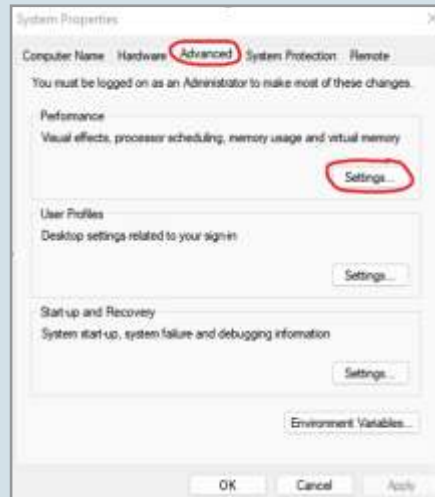 System Properties
Computer Name Hardware Advanced System Protection Remote
You must be logged on as an Administrator to make most of these changes.
Performance
Visual effects, processor scheduling, memory usage and virtual memory
Settings...
User Profiles
Desktop settings related to your sign-in
Settings...
Start-up and Recovery
System start-up, system failure and debugging information
Settings...
Environment Variables...
OK Cancel Apply